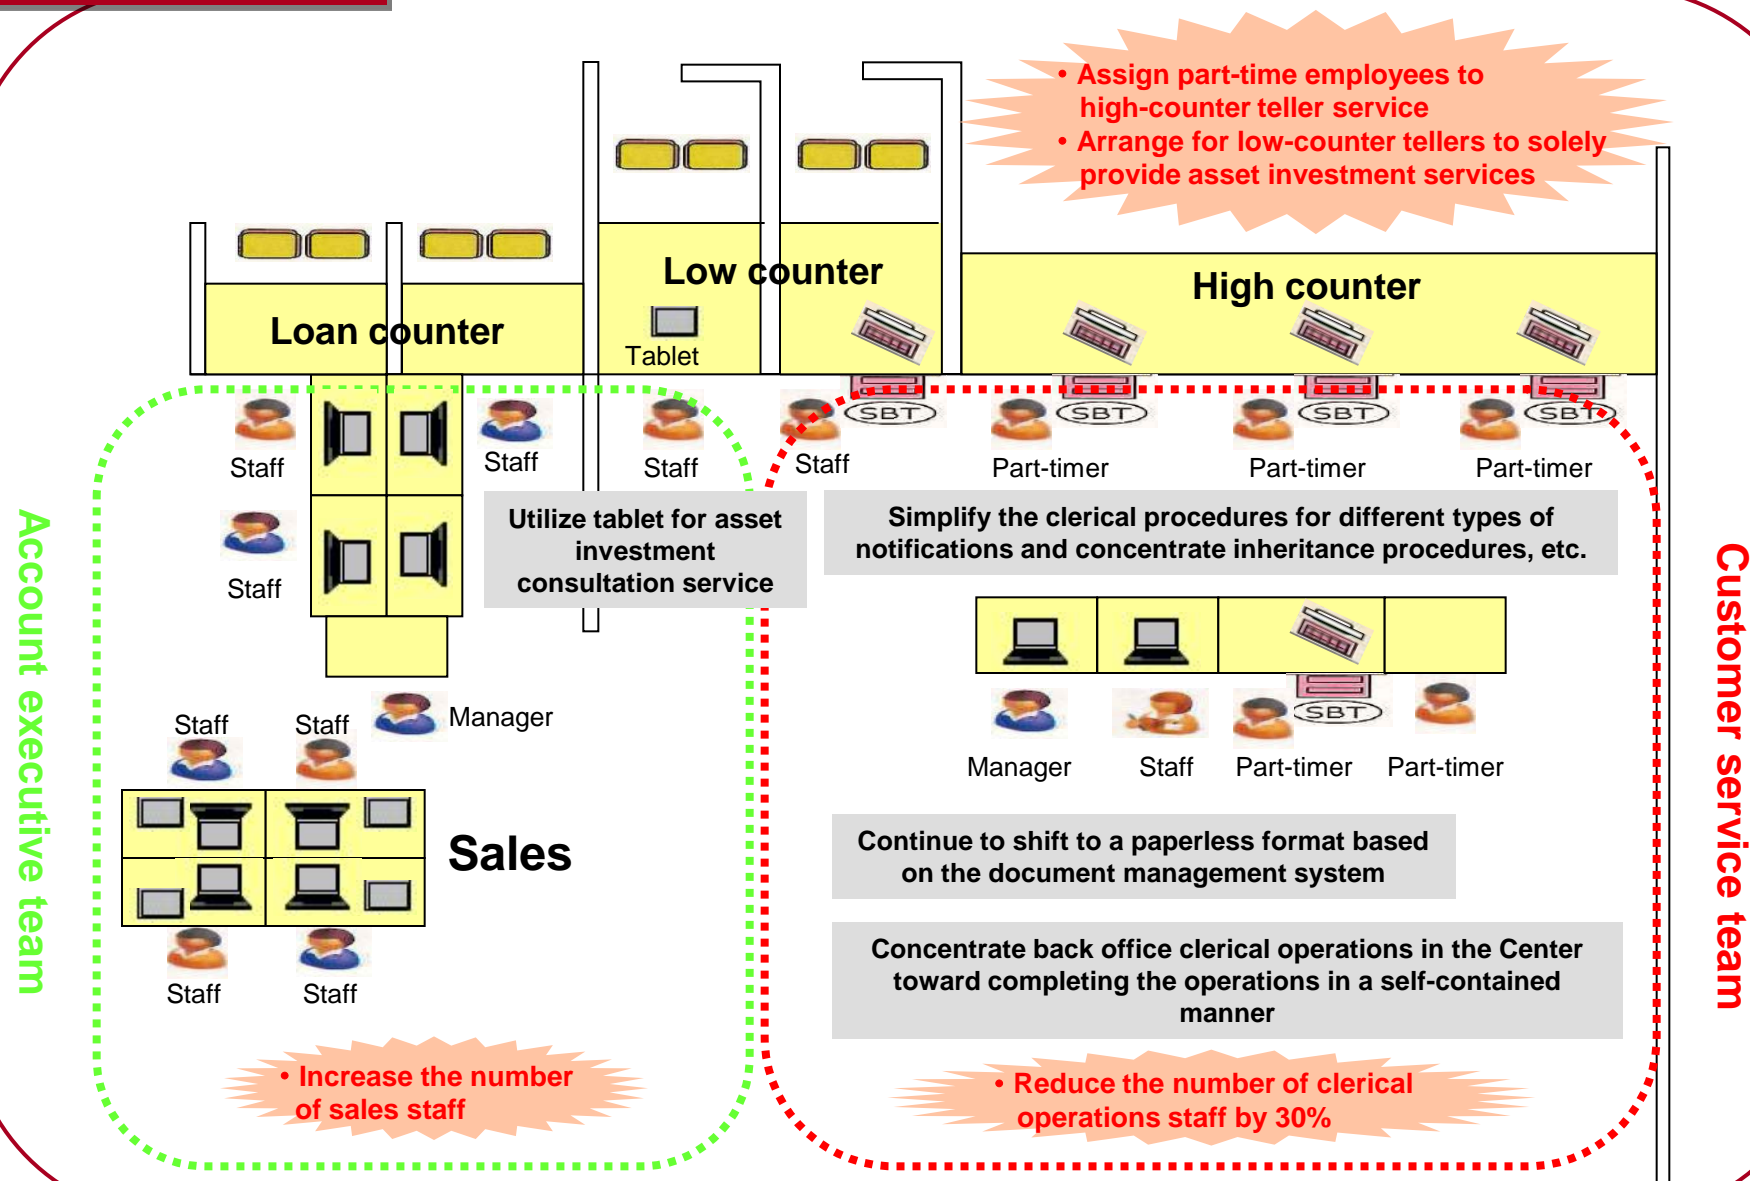 • Assign part-time employees to
high-counter teller service
• Arrange for low-counter tellers to solely
provide asset investment services
Low counter
High counter
Loan counter
Tablet
SBT
SBT
SBT
SBT
Staff
Staff
Staff
Staff
Part-timer
Part-timer
Part-timer
Utilize tablet for asset
investment
consultation service
Simplify the clerical procedures for different types of
notifications and concentrate inheritance procedures, etc.
Staff
Account executive team
Customer service team
Manager
Staff
Staff
SBT
Manager
Staff
Part-timer
Part-timer
Sales
Continue to shift to a paperless format based
on the document management system
Concentrate back office clerical operations in the Center
toward completing the operations in a self-contained
manner
Staff
Staff
• Increase the number
of sales staff
• Reduce the number of clerical
operations staff by 30%